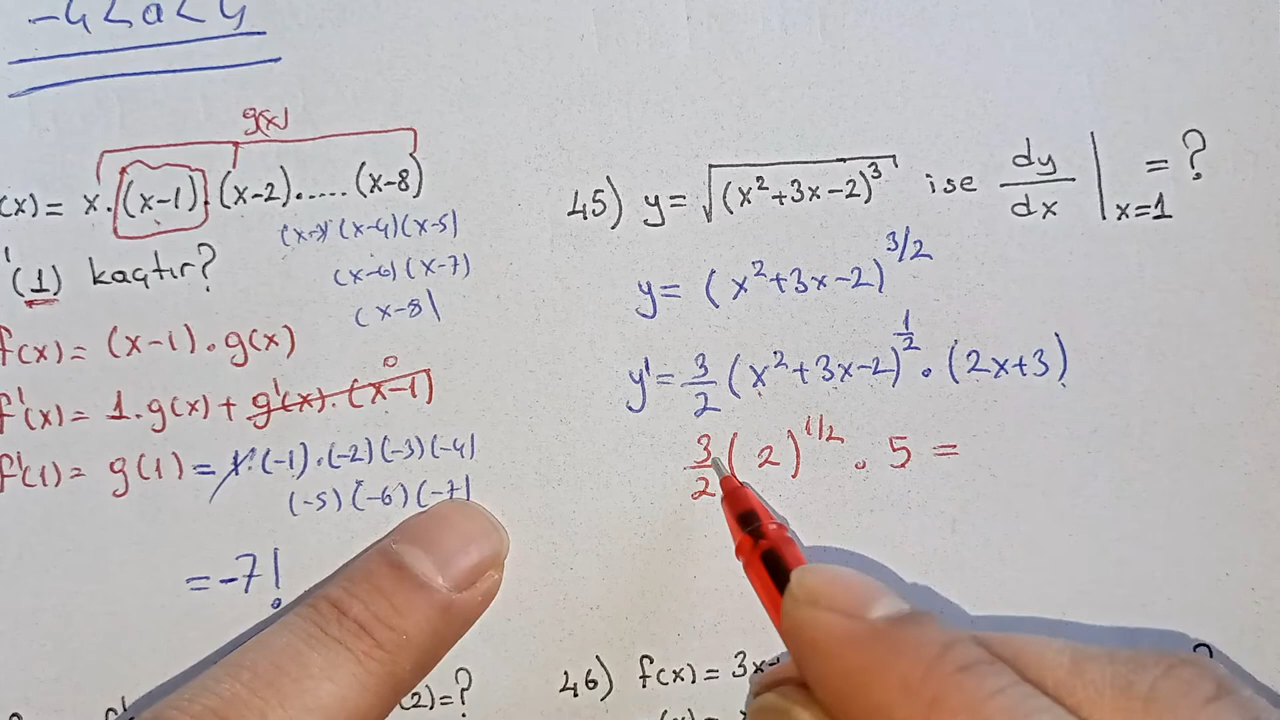 -4<a<4
g(x)
(x) = x.(x-1).(x-2).....(x-8)
(x-3)(x-4)(x-5)
(x-6)(x-7)
(x-8)
'(1) kaçtır?
f(x) = (x-1).g(x)
0
f'(x) = 1.g(x) + g'(x).(x-1)
f'(1) = g(1) = 1.(-1).(-2)(-3)(-4)
(-5)(-6)(-7)
= -7!
(2)=?
45) y = √(x²+3x-2)³ ise dy/dx |x=1 = ?
y = (x²+3x-2)^3/2
y' = 3/2 (x²+3x-2)^1/2 . (2x+3)
3/2 (2)^1/2 . 5 =
46) f(x) = 3x-